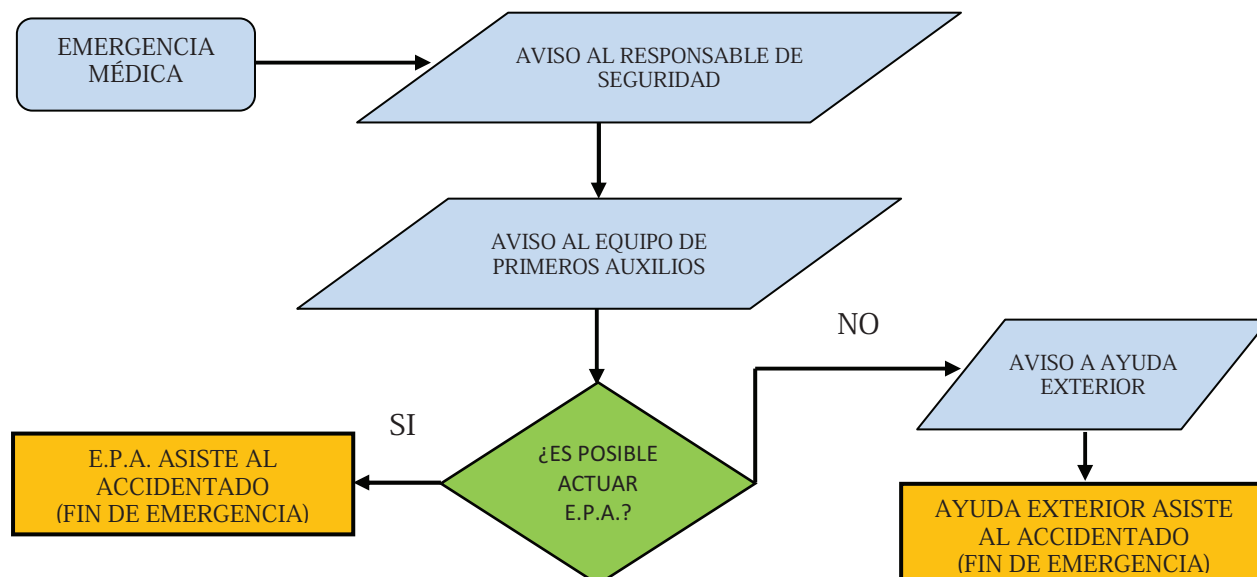 EMERGENCIA
MÉDICA
AVISO AL RESPONSABLE DE
SEGURIDAD
AVISO AL EQUIPO DE
PRIMEROS AUXILIOS
NO
AVISO A AYUDA
EXTERIOR
SI
¿ES POSIBLE
ACTUAR
E.P.A.?
E.P.A. ASISTE AL
ACCIDENTADO
(FIN DE EMERGENCIA)
AYUDA EXTERIOR ASISTE
AL ACCIDENTADO
(FIN DE EMERGENCIA)